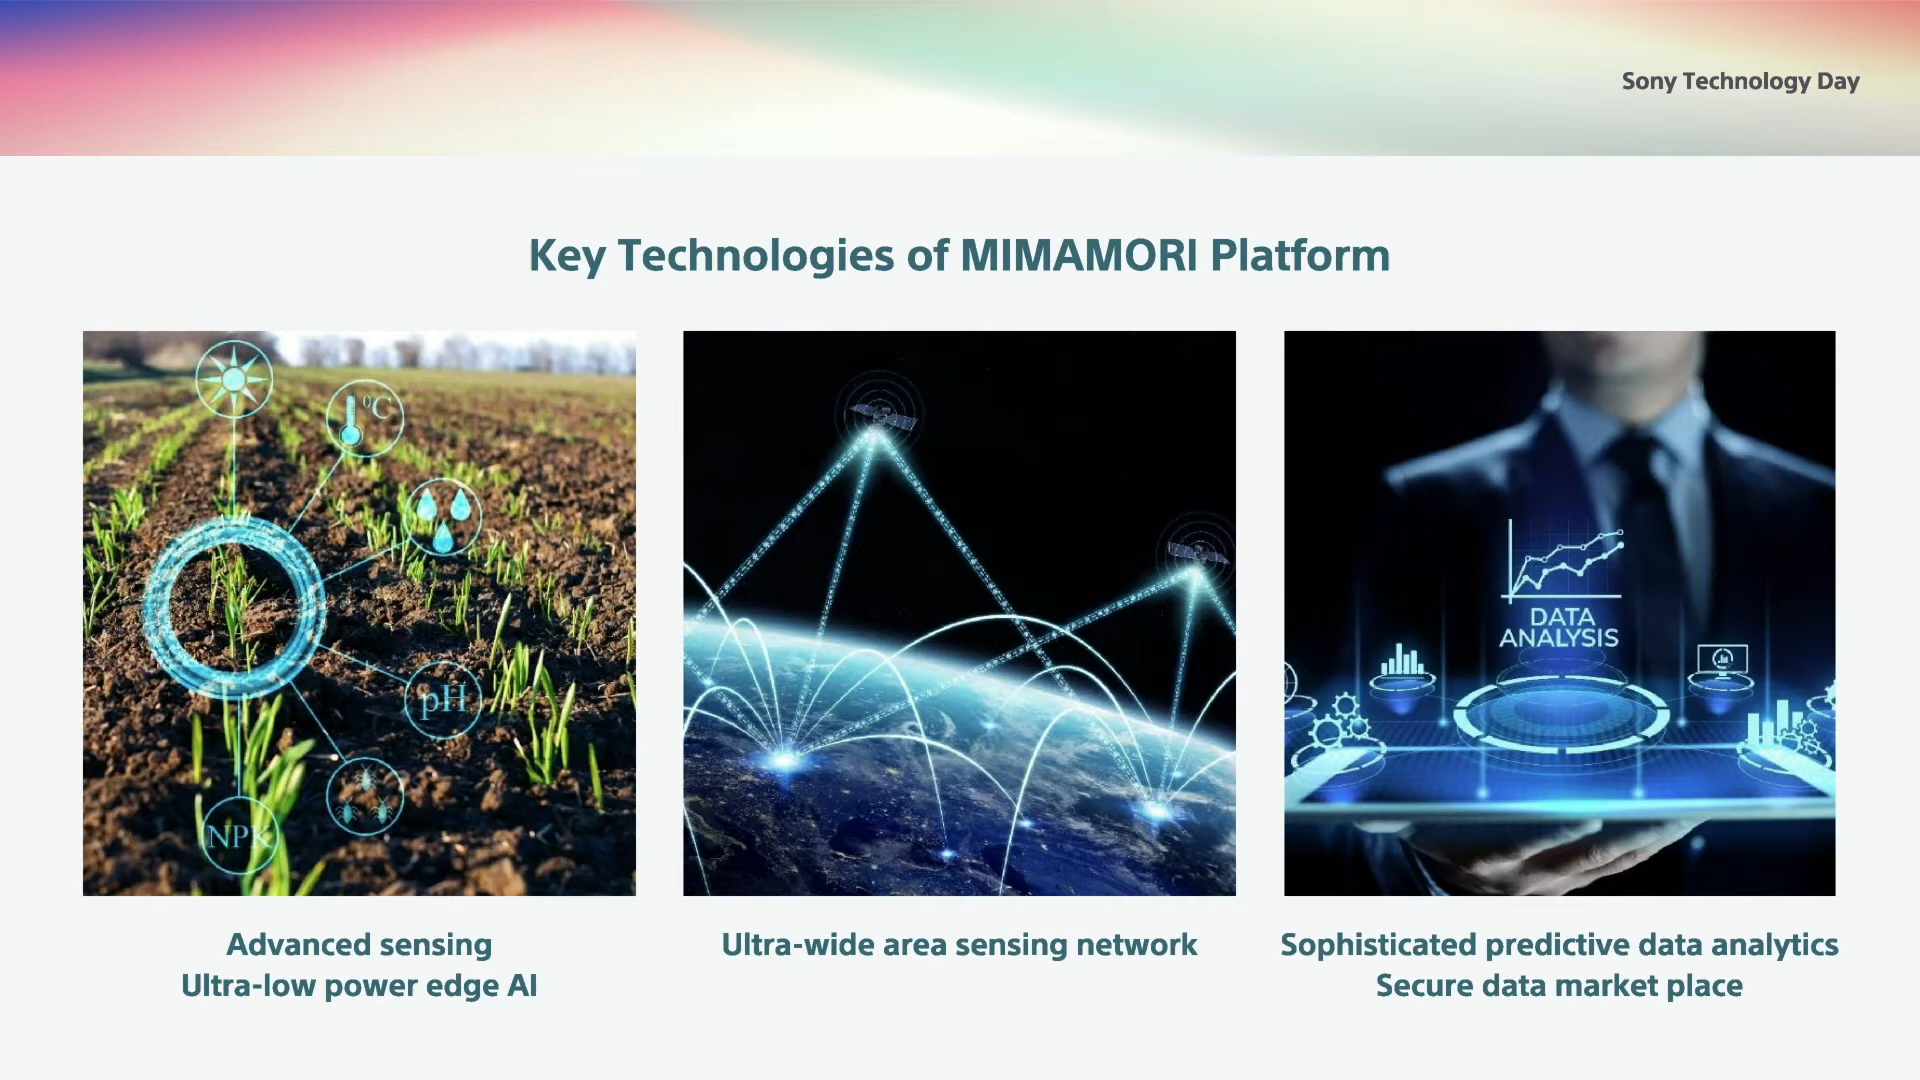 Sony Technology Day
Key Technologies of MIMAMORI Platform
°C
pH
NPK
DATA
ANALYSIS
Advanced sensing
Ultra-low power edge AI
Ultra-wide area sensing network
Sophisticated predictive data analytics
Secure data market place